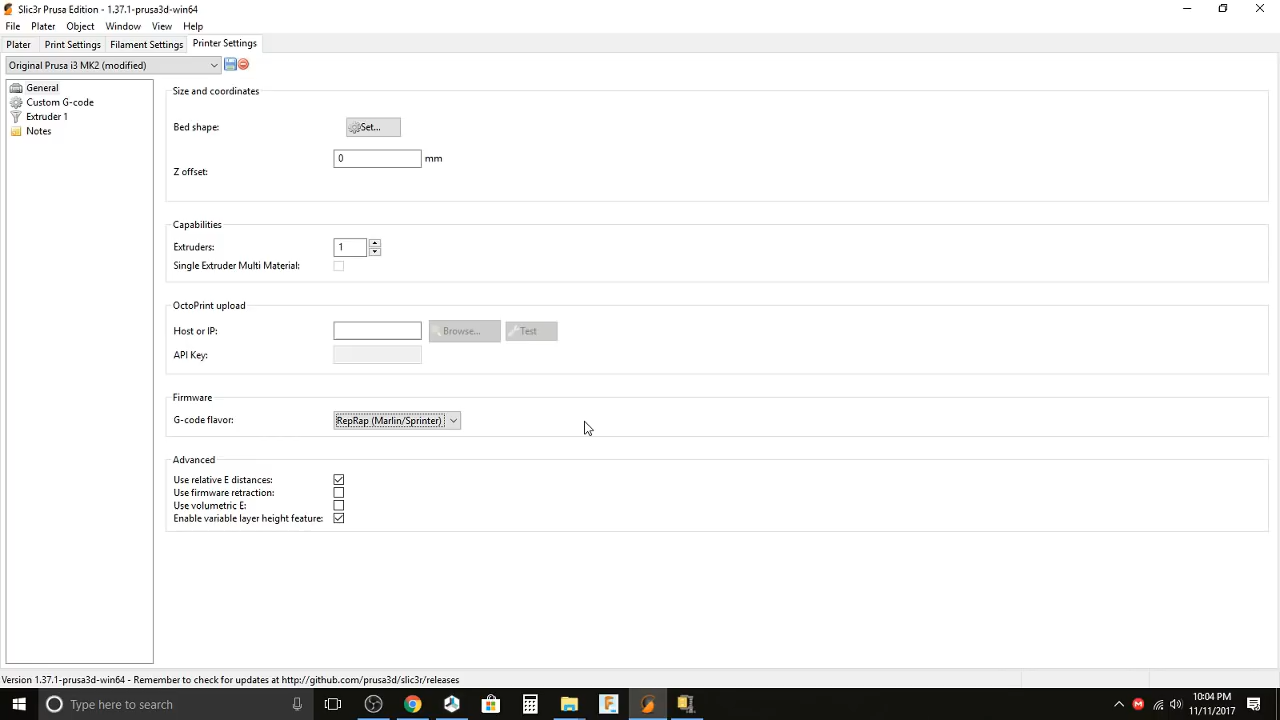 Slic3r Prusa Edition - 1.37.1-prusa3d-win64
File Plater Object Window View Help
Plater Print Settings Filament Settings Printer Settings
Original Prusa i3 MK2 (modified)
General
Custom G-code
Extruder 1
Notes
Size and coordinates
Bed shape: Set...
Z offset: 0 mm
Capabilities
Extruders: 1
Single Extruder Multi Material:
OctoPrint upload
Host or IP: Browse... Test
API Key:
Firmware
G-code flavor: RepRap (Marlin/Sprinter)
Advanced
Use relative E distances:
Use firmware retraction:
Use volumetric E:
Enable variable layer height feature:
Version 1.37.1-prusa3d-win64 - Remember to check for updates at http://github.com/prusa3d/slic3r/releases
Type here to search
10:04 PM
11/11/2017